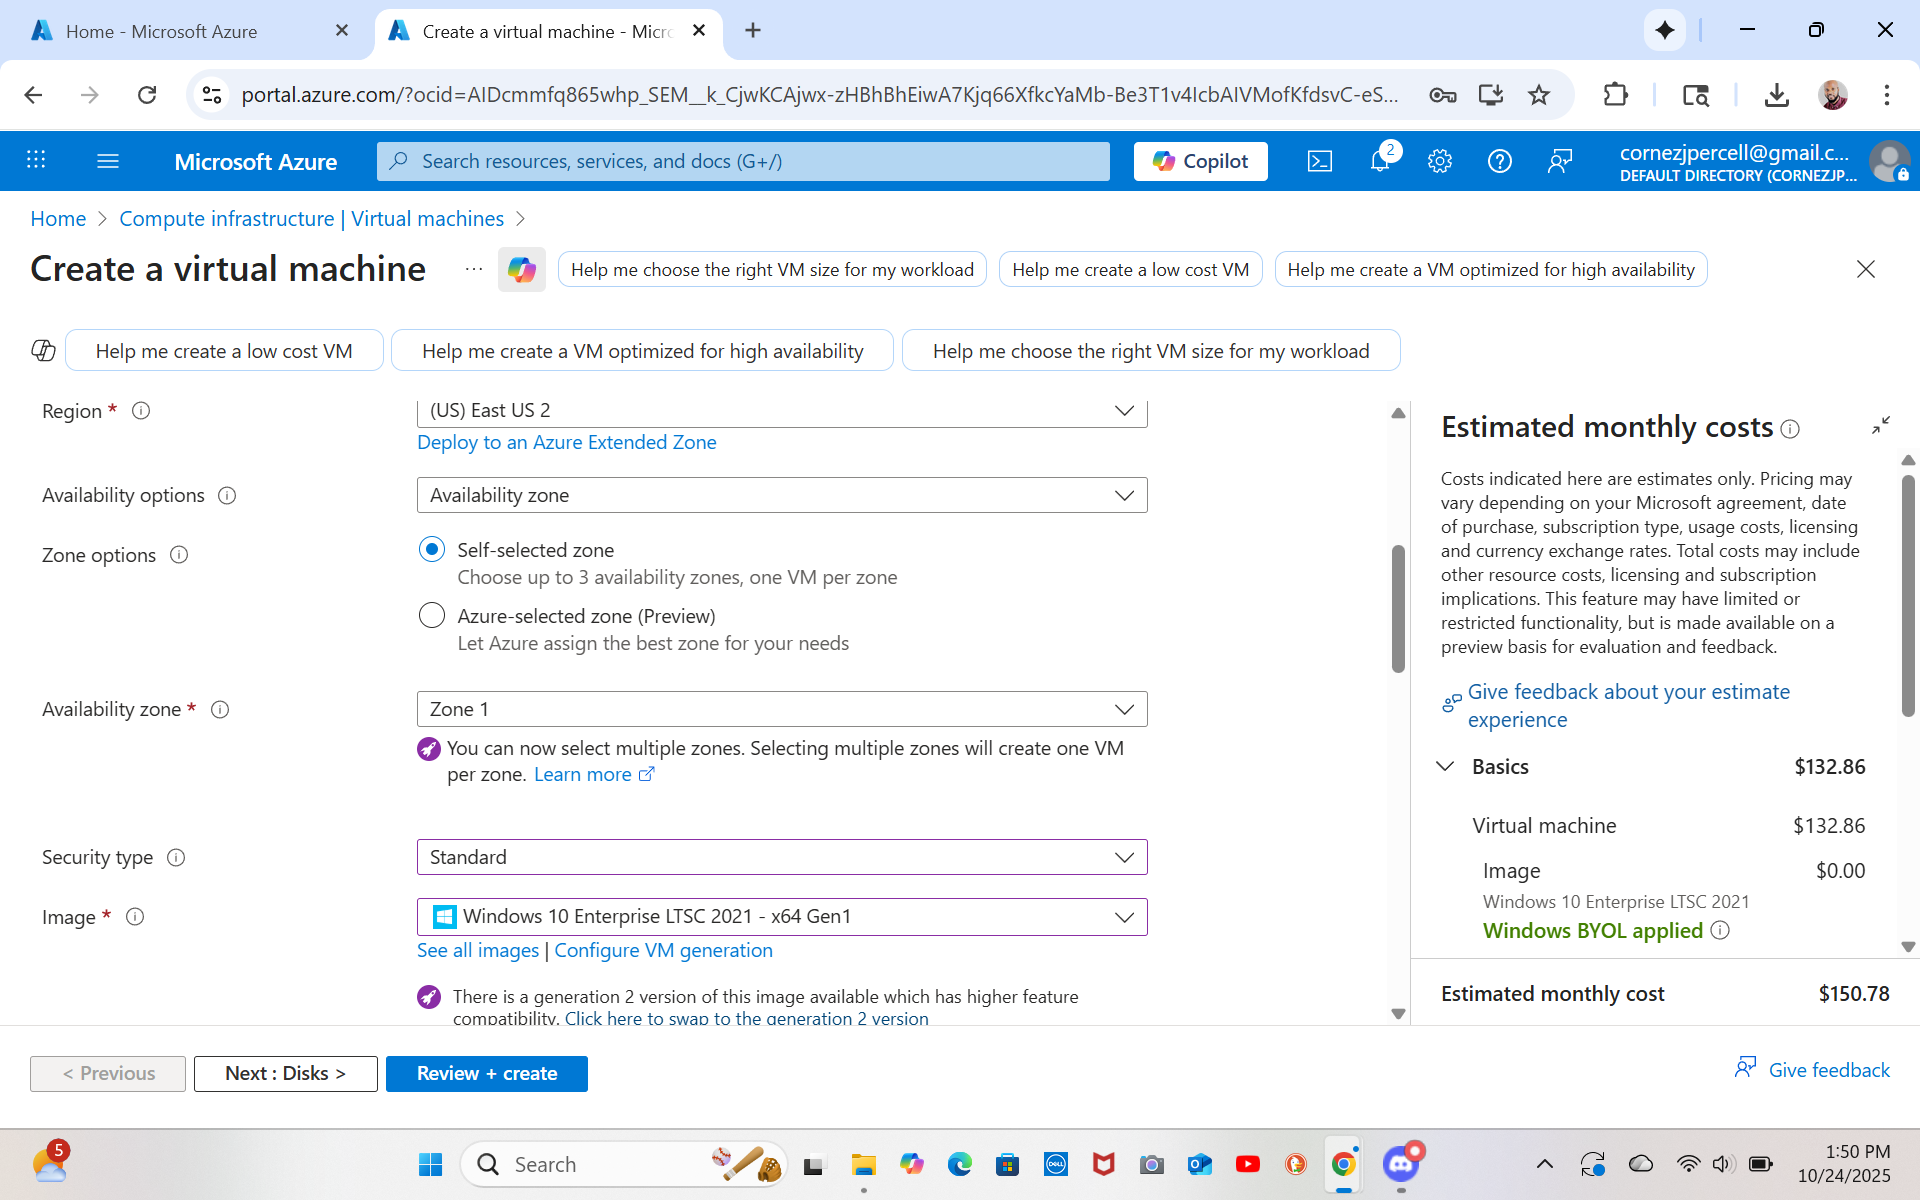 Home - Microsoft Azure
Create a virtual machine - Micro
portal.azure.com/?ocid=AIDcmmfq865whp_SEM__k_CjwKCAjwx-zHBhBhEiwA7Kjq66XfkcYaMb-Be3T1v4IcbAIVMofKfdsvC-eS...
Microsoft Azure
Search resources, services, and docs (G+/)
Copilot
2
cornezjpercell@gmail.c...
DEFAULT DIRECTORY (CORNEZJP...
Home > Compute infrastructure | Virtual machines >
Create a virtual machine
...
Help me choose the right VM size for my workload
Help me create a low cost VM
Help me create a VM optimized for high availability
Help me create a low cost VM
Help me create a VM optimized for high availability
Help me choose the right VM size for my workload
Region *
(US) East US 2
Deploy to an Azure Extended Zone
Availability options
Availability zone
Zone options
Self-selected zone
Choose up to 3 availability zones, one VM per zone
Azure-selected zone (Preview)
Let Azure assign the best zone for your needs
Availability zone *
Zone 1
You can now select multiple zones. Selecting multiple zones will create one VM
per zone. Learn more
Security type
Standard
Image *
Windows 10 Enterprise LTSC 2021 - x64 Gen1
See all images | Configure VM generation
There is a generation 2 version of this image available which has higher feature
compatibility. Click here to swap to the generation 2 version
Estimated monthly costs
Costs indicated here are estimates only. Pricing may
vary depending on your Microsoft agreement, date
of purchase, subscription type, usage costs, licensing
and currency exchange rates. Total costs may include
other resource costs, licensing and subscription
implications. This feature may have limited or
restricted functionality, but is made available on a
preview basis for evaluation and feedback.
Give feedback about your estimate
experience
Basics $132.86
Virtual machine $132.86
Image $0.00
Windows 10 Enterprise LTSC 2021
Windows BYOL applied
Estimated monthly cost $150.78
< Previous
Next : Disks >
Review + create
Give feedback
5
Search
DELL
1:50 PM
10/24/2025